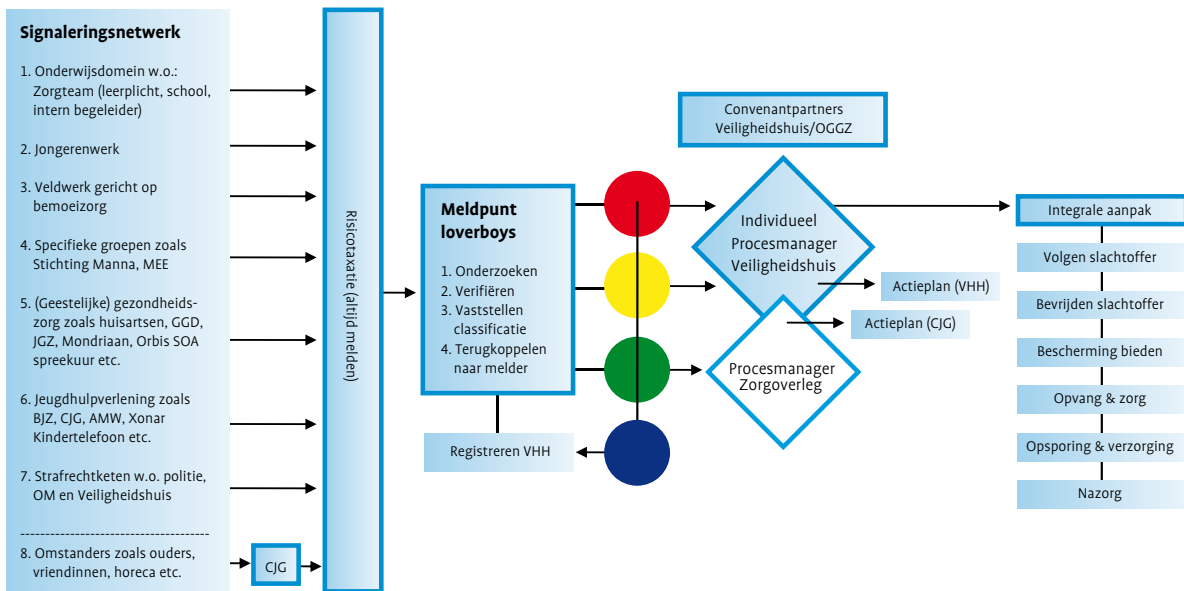 Signaleringsnetwerk
1. Onderwijsdomein w.o.:
Zorgteam (leerplicht, school,
intern begeleider)
2. Jongerenwerk
3. Veldwerk gericht op
bemoeizorg
4. Specifieke groepen zoals
Stichting Manna, MEE
5. (Geestelijke) gezondheids-
zorg zoals huisartsen, GGD,
JGZ, Mondriaan, Orbis SOA
spreekuur etc.
6. Jeugdhulpverlening zoals
BJZ, CJG, AMW, Xonar
Kindertelefoon etc.
7. Strafrechtketen w.o. politie,
OM en Veiligheidshuis
8. Omstanders zoals ouders,
vriendinnen, horeca etc.
CJG
Risicotaxatie (altijd melden)
Meldpunt
loverboys
1. Onderzoeken
2. Verifiëren
3. Vaststellen
classificatie
4. Terugkoppelen
naar melder
Registreren VHH
Convenantpartners
Veiligheidshuis/OGGZ
Individueel
Procesmanager
Veiligheidshuis
Actieplan (VHH)
Actieplan (CJG)
Procesmanager
Zorgoverleg
Integrale aanpak
Volgen slachtoffer
Bevrijden slachtoffer
Bescherming bieden
Opvang & zorg
Opsporing & verzorging
Nazorg